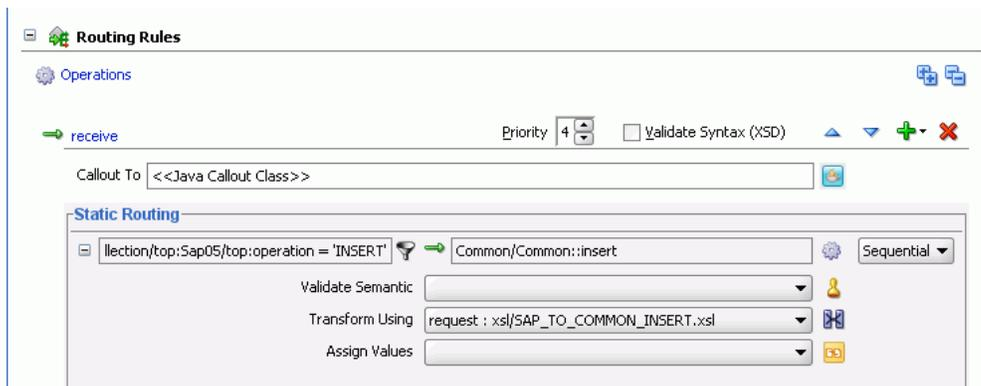 Routing Rules
Operations
receive Priority 4 Validate Syntax (XSD)
Callout To <<Java Callout Class>>
Static Routing
llection/top:Sap05/top:operation = 'INSERT' Common/Common::insert Sequential
Validate Semantic
Transform Using request : xsl/SAP_TO_COMMON_INSERT.xsl
Assign Values